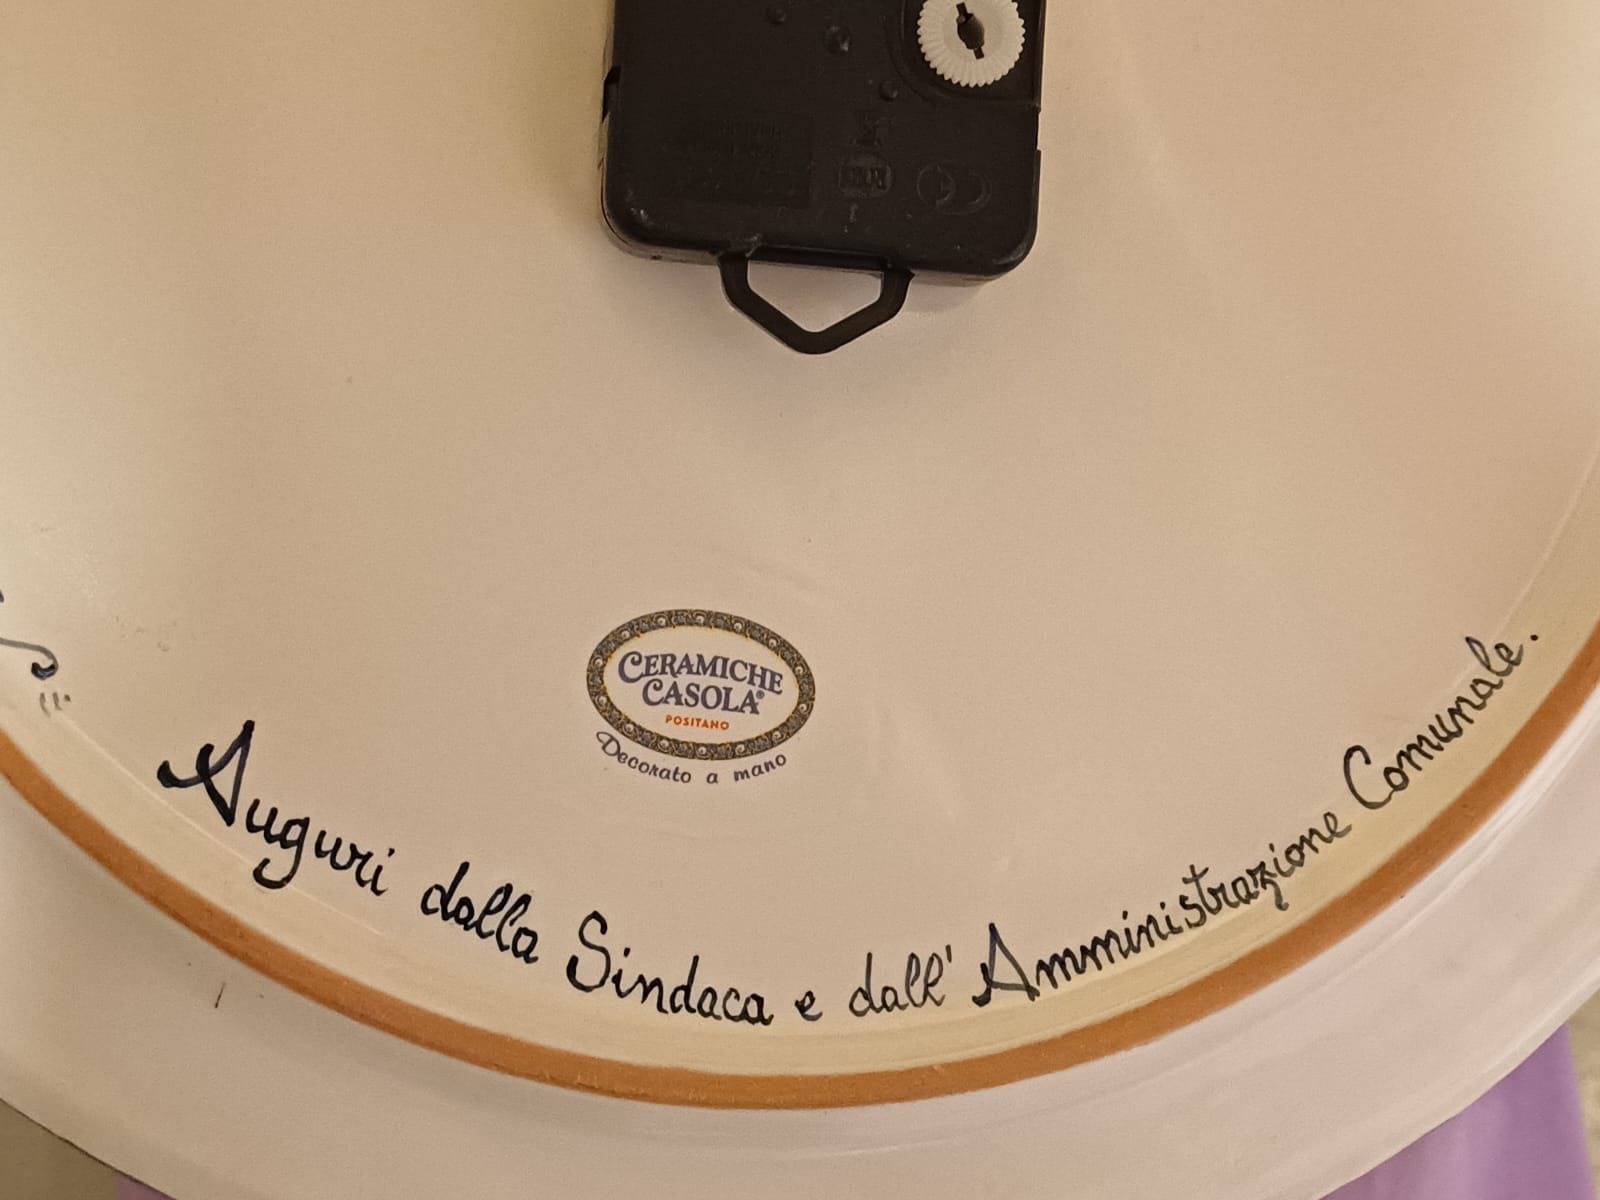 CERAMICHE
CASOLA®
POSITANO
Decorato a mano
Auguri dalla Sindaca e dall' Amministrazione Comunale.